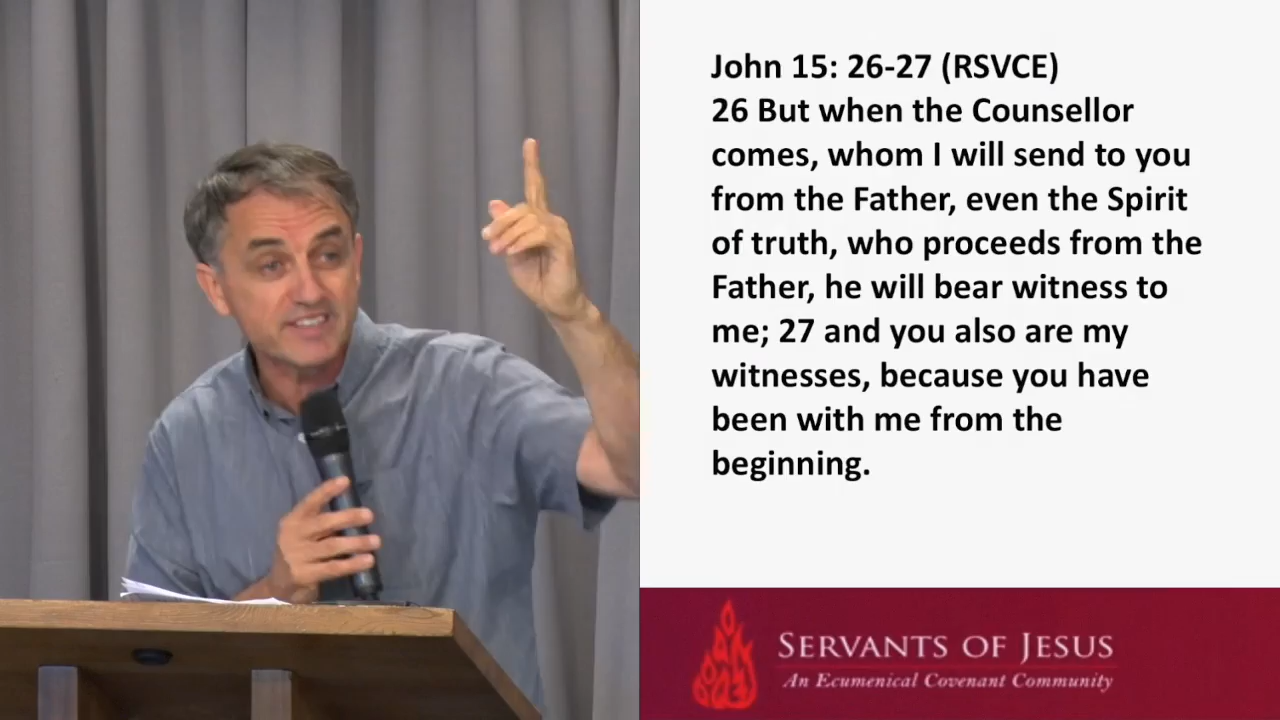 John 15: 26-27 (RSVCE)
26 But when the Counsellor
comes, whom I will send to you
from the Father, even the Spirit
of truth, who proceeds from the
Father, he will bear witness to
me; 27 and you also are my
witnesses, because you have
been with me from the
beginning.
SERVANTS OF JESUS
An Ecumenical Covenant Community